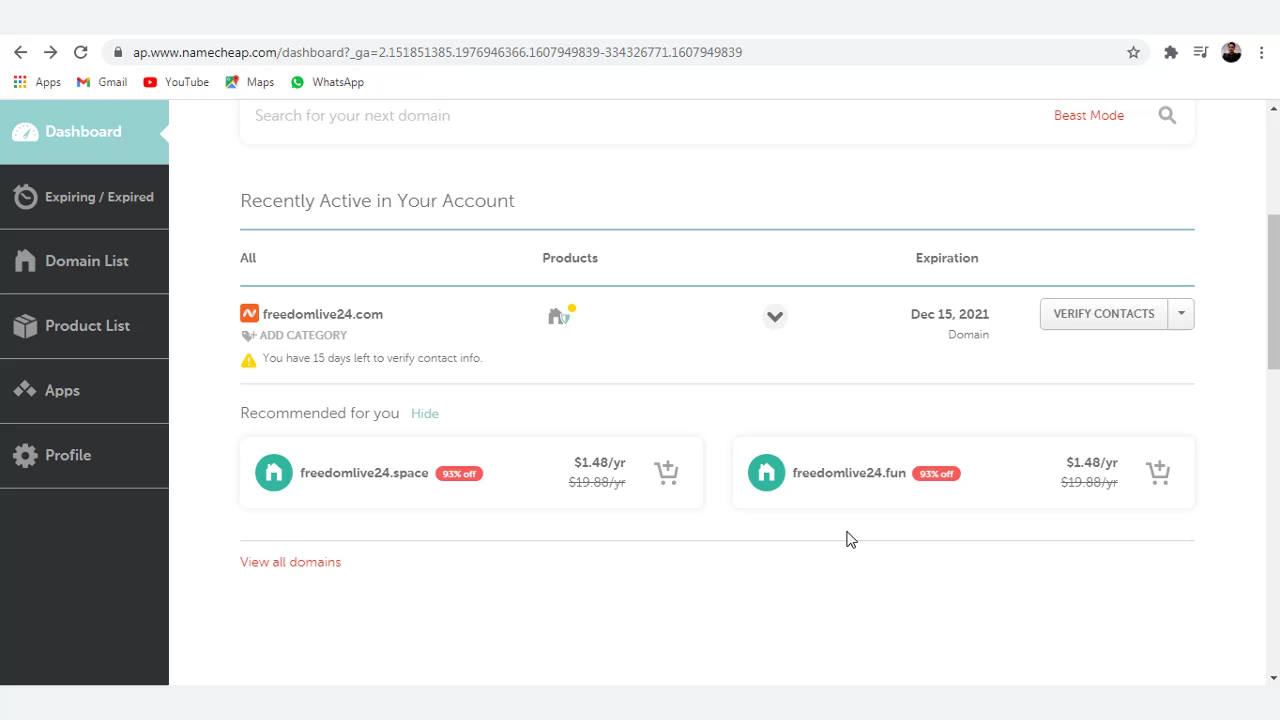 ap.www.namecheap.com/dashboard?_ga=2.151851385.1976946366.1607949839-334326771.1607949839
Apps Gmail YouTube Maps WhatsApp
Dashboard
Expiring / Expired
Domain List
Product List
Apps
Profile
Search for your next domain Beast Mode
Recently Active in Your Account
All Products Expiration
freedomlive24.com Dec 15, 2021 VERIFY CONTACTS
ADD CATEGORY Domain
You have 15 days left to verify contact info.
Recommended for you Hide
freedomlive24.space 93% off $1.48/yr $19.88/yr
freedomlive24.fun 93% off $1.48/yr $19.88/yr
View all domains